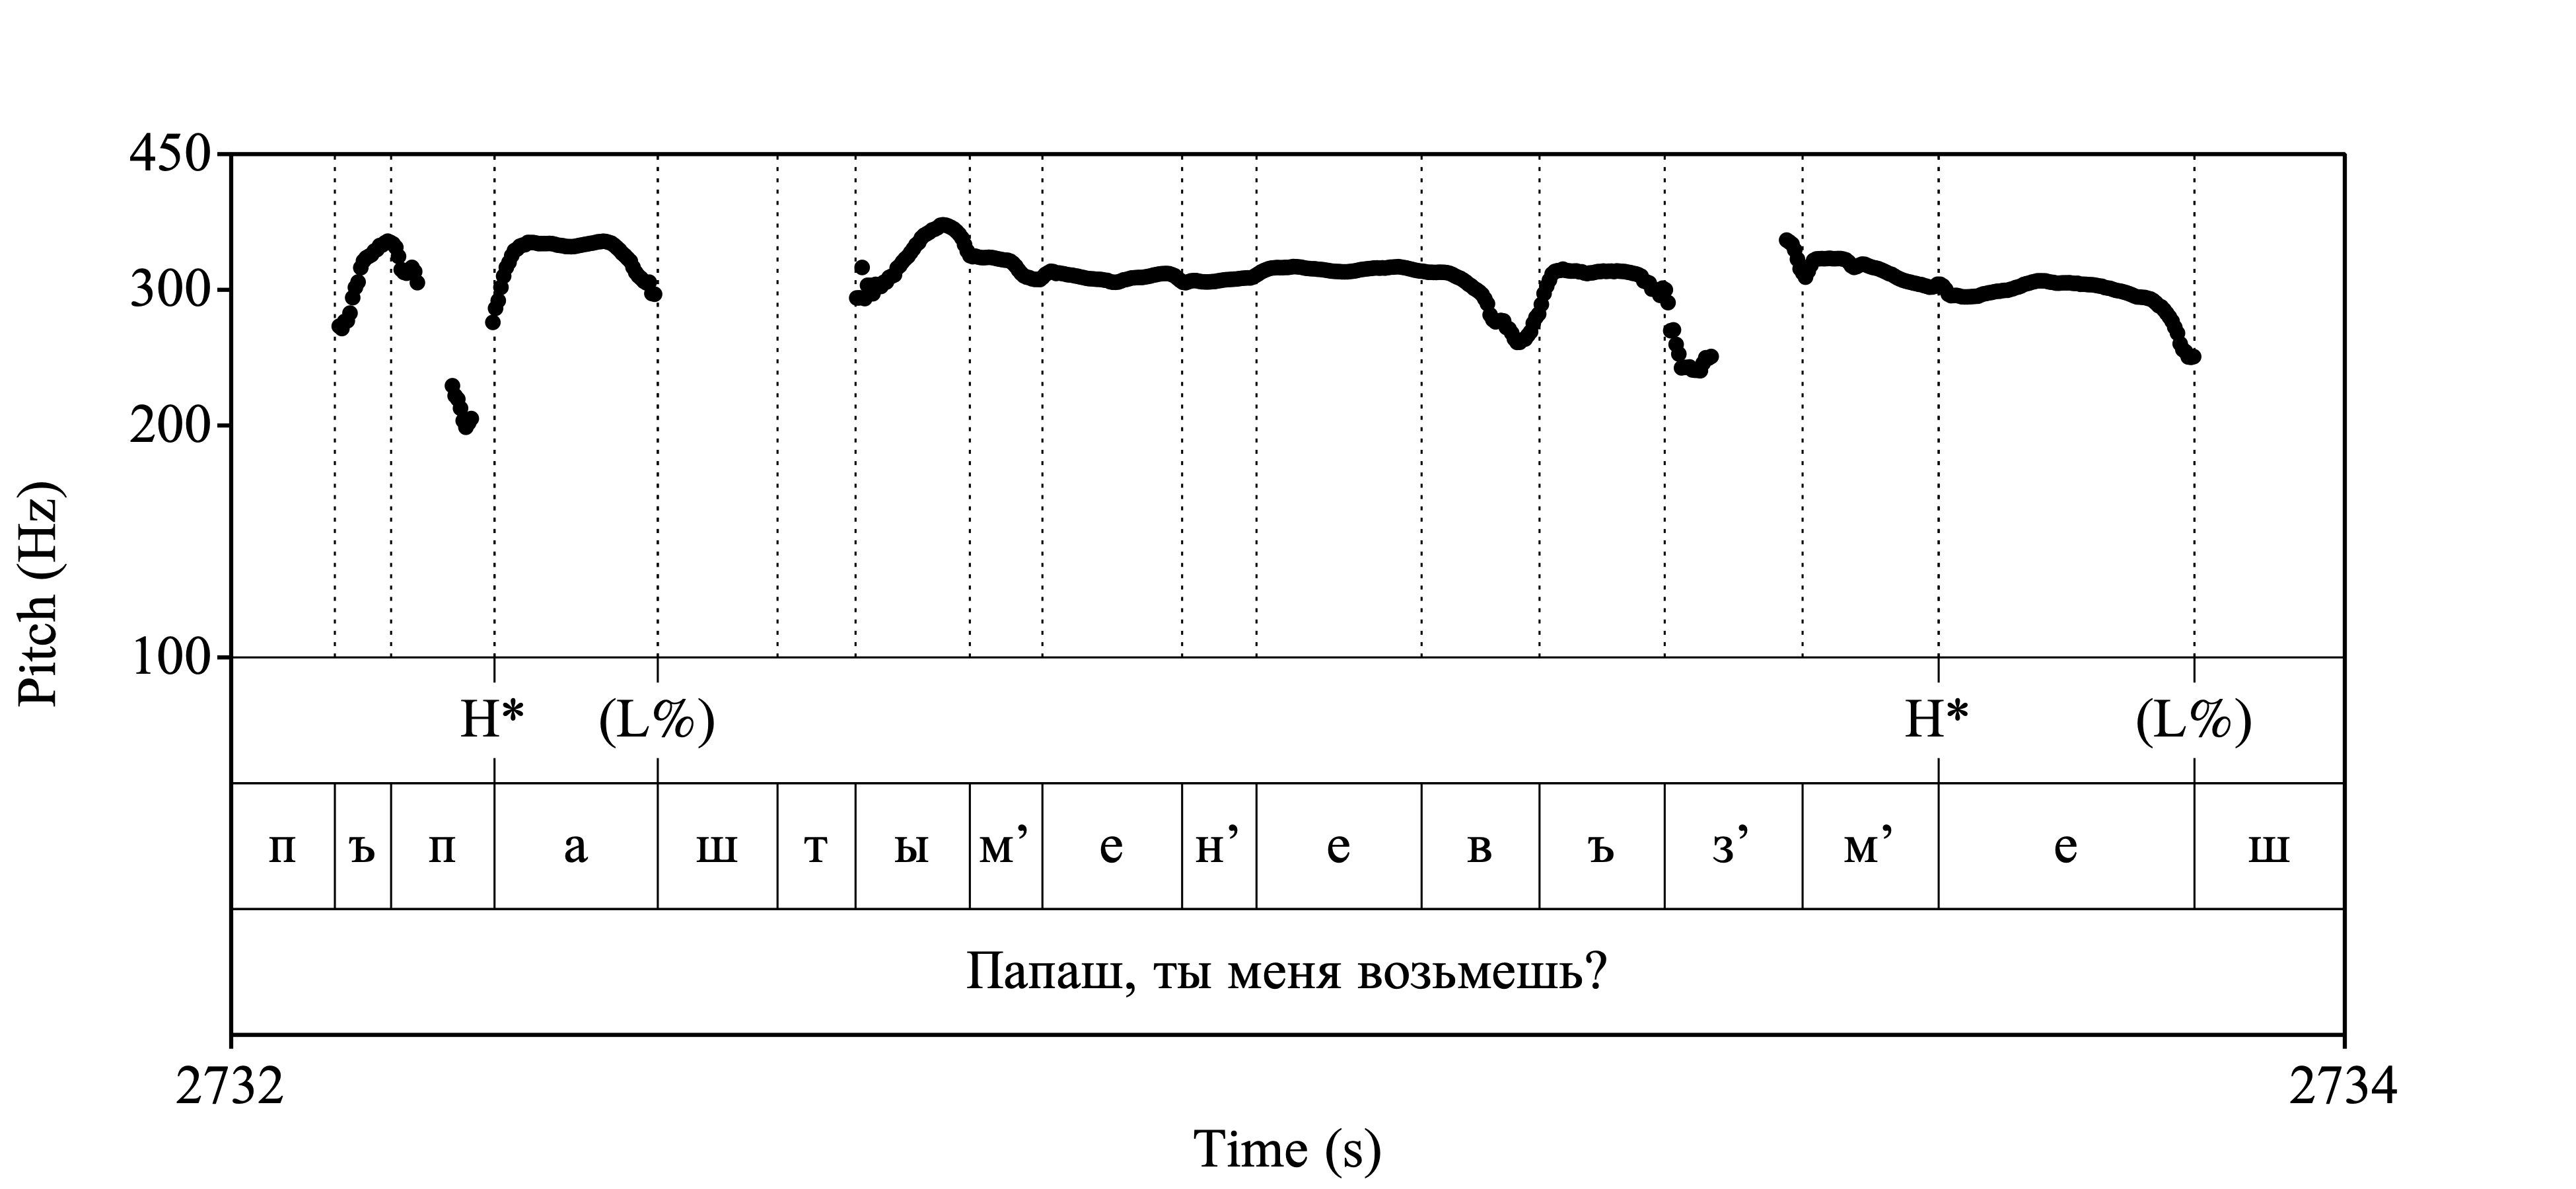 450
300
200
100
Pitch (Hz)
H* (L%) H* (L%)
п ъ п а ш т ы м’ е н’ е в ъ з’ м’ е ш
Папаш, ты меня возьмешь?
2732 2734
Time (s)